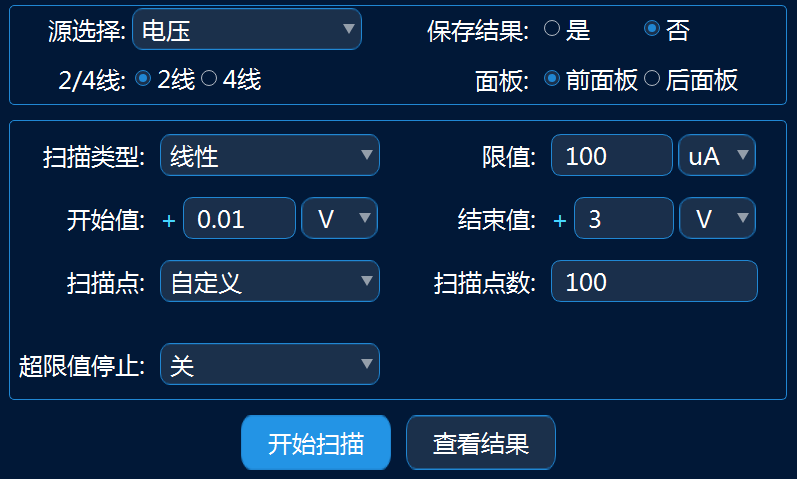 源选择: 电压 保存结果: 是 否
2/4线: 2线 4线 面板: 前面板 后面板
扫描类型: 线性 限值: 100 uA
开始值: + 0.01 V 结束值: + 3 V
扫描点: 自定义 扫描点数: 100
超限值停止: 关
开始扫描 查看结果